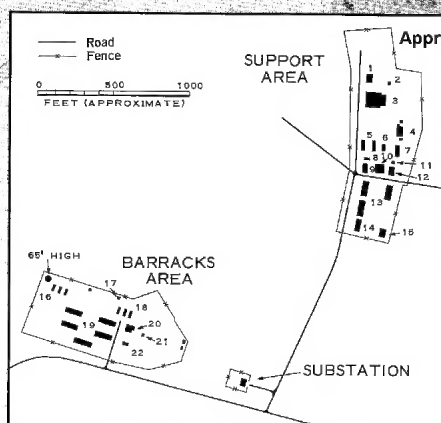 Road
Fence
0 500 1000
FEET (APPROXIMATE)
SUPPORT
AREA
Appr
1
2
3
4
5 6 7
8 10 11
9 12
13
14 15
65' HIGH
BARRACKS
AREA
16
17
18
19
20
21
22
SUBSTATION